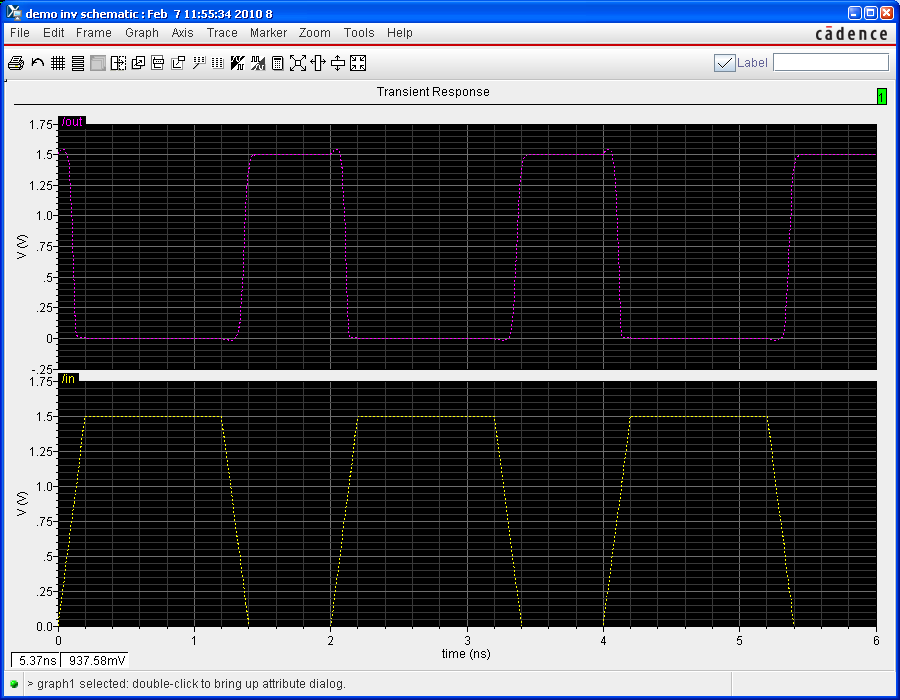 demo inv schematic : Feb 7 11:55:34 2010 8
File Edit Frame Graph Axis Trace Marker Zoom Tools Help
cādence
Label
Transient Response
1
/out
1.75
1.5
1.25
1.0
.75
.5
.25
0
-.25
V (V)
/in
1.75
1.5
1.25
1.0
.75
.5
.25
0.0
V (V)
0 1 2 3 4 5 6
time (ns)
5.37ns 937.58mV
> graph1 selected: double-click to bring up attribute dialog.